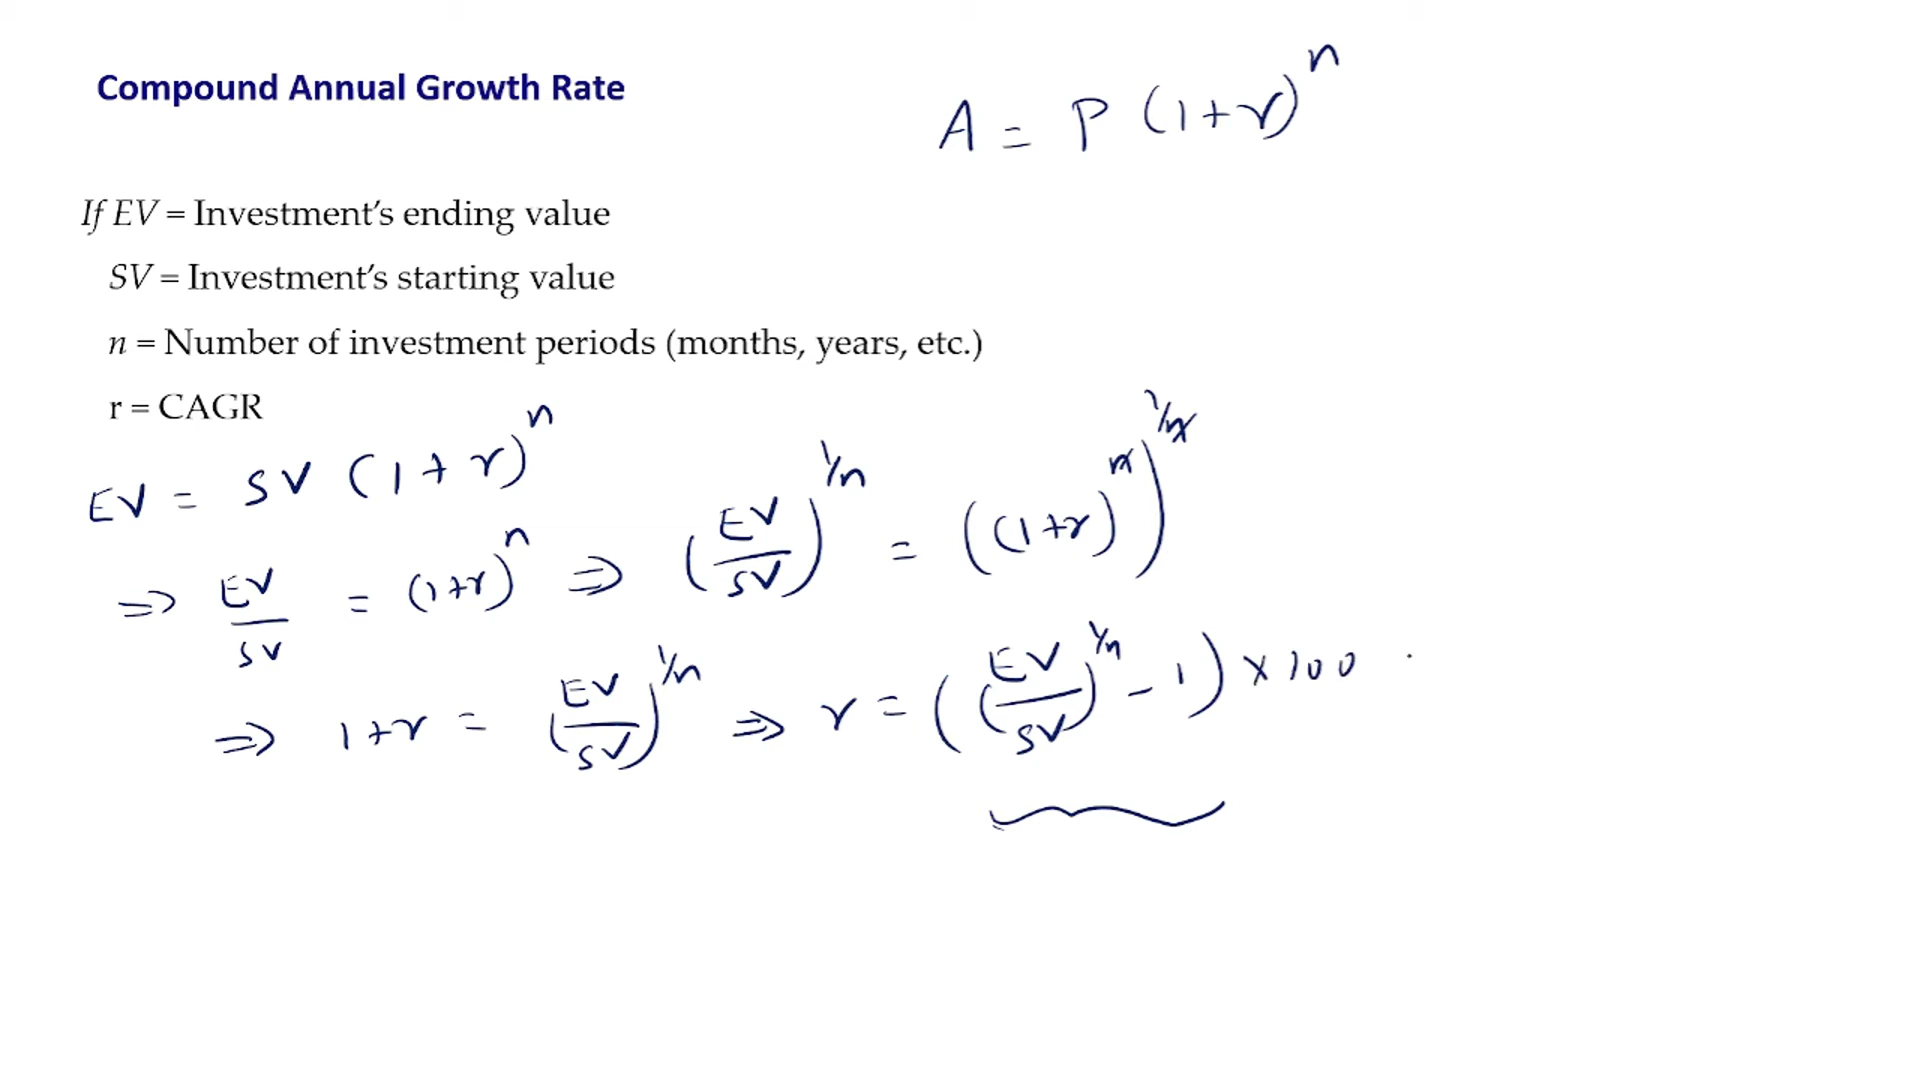 Compound Annual Growth Rate
A = P (1+r)^n
If EV = Investment's ending value
SV = Investment's starting value
n = Number of investment periods (months, years, etc.)
r = CAGR
EV = SV (1+r)^n
⇒ EV/SV = (1+r)^n ⇒ (EV/SV)^1/n = ((1+r)^n)^1/n
⇒ 1+r = (EV/SV)^1/n ⇒ r = ((EV/SV)^1/n - 1) × 100